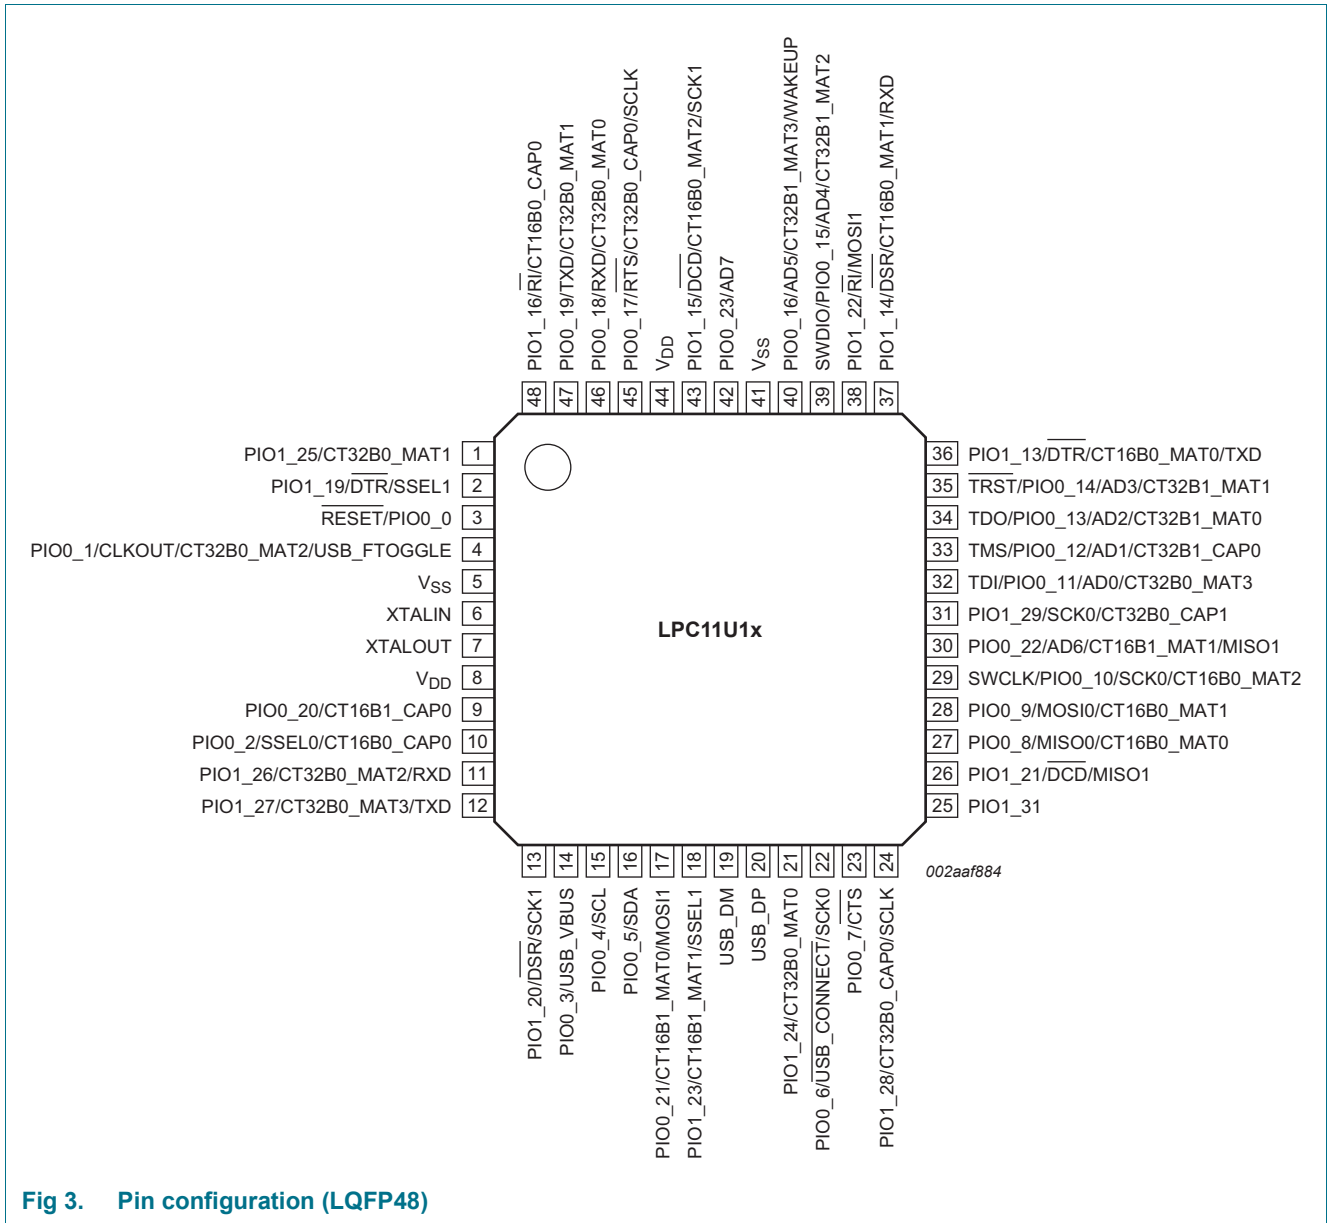 PIO1_16/RI/CT16B0_CAP0
PIO0_19/TXD/CT32B0_MAT1
PIO0_18/RXD/CT32B0_MAT0
PIO0_17/RTS/CT32B0_CAP0/SCLK
VDD
PIO1_15/DCD/CT16B0_MAT2/SCK1
PIO0_23/AD7
VSS
PIO0_16/AD5/CT32B1_MAT3/WAKEUP
SWDIO/PIO0_15/AD4/CT32B1_MAT2
PIO1_22/RI/MOSI1
PIO1_14/DSR/CT16B0_MAT1/RXD
48
47
46
45
44
43
42
41
40
39
38
37
PIO1_25/CT32B0_MAT1 1
PIO1_19/DTR/SSEL1 2
RESET/PIO0_0 3
PIO0_1/CLKOUT/CT32B0_MAT2/USB_FTOGGLE 4
VSS 5
XTALIN 6
XTALOUT 7
VDD 8
PIO0_20/CT16B1_CAP0 9
PIO0_2/SSEL0/CT16B0_CAP0 10
PIO1_26/CT32B0_MAT2/RXD 11
PIO1_27/CT32B0_MAT3/TXD 12
LPC11U1x
36 PIO1_13/DTR/CT16B0_MAT0/TXD
35 TRST/PIO0_14/AD3/CT32B1_MAT1
34 TDO/PIO0_13/AD2/CT32B1_MAT0
33 TMS/PIO0_12/AD1/CT32B1_CAP0
32 TDI/PIO0_11/AD0/CT32B0_MAT3
31 PIO1_29/SCK0/CT32B0_CAP1
30 PIO0_22/AD6/CT16B1_MAT1/MISO1
29 SWCLK/PIO0_10/SCK0/CT16B0_MAT2
28 PIO0_9/MOSI0/CT16B0_MAT1
27 PIO0_8/MISO0/CT16B0_MAT0
26 PIO1_21/DCD/MISO1
25 PIO1_31
13
14
15
16
17
18
19
20
21
22
23
24
PIO1_20/DSR/SCK1
PIO0_3/USB_VBUS
PIO0_4/SCL
PIO0_5/SDA
PIO0_21/CT16B1_MAT0/MOSI1
PIO1_23/CT16B1_MAT1/SSEL1
USB_DM
USB_DP
PIO1_24/CT32B0_MAT0
PIO0_6/USB_CONNECT/SCK0
PIO0_7/CTS
PIO1_28/CT32B0_CAP0/SCLK
002aaf884
Fig 3. Pin configuration (LQFP48)